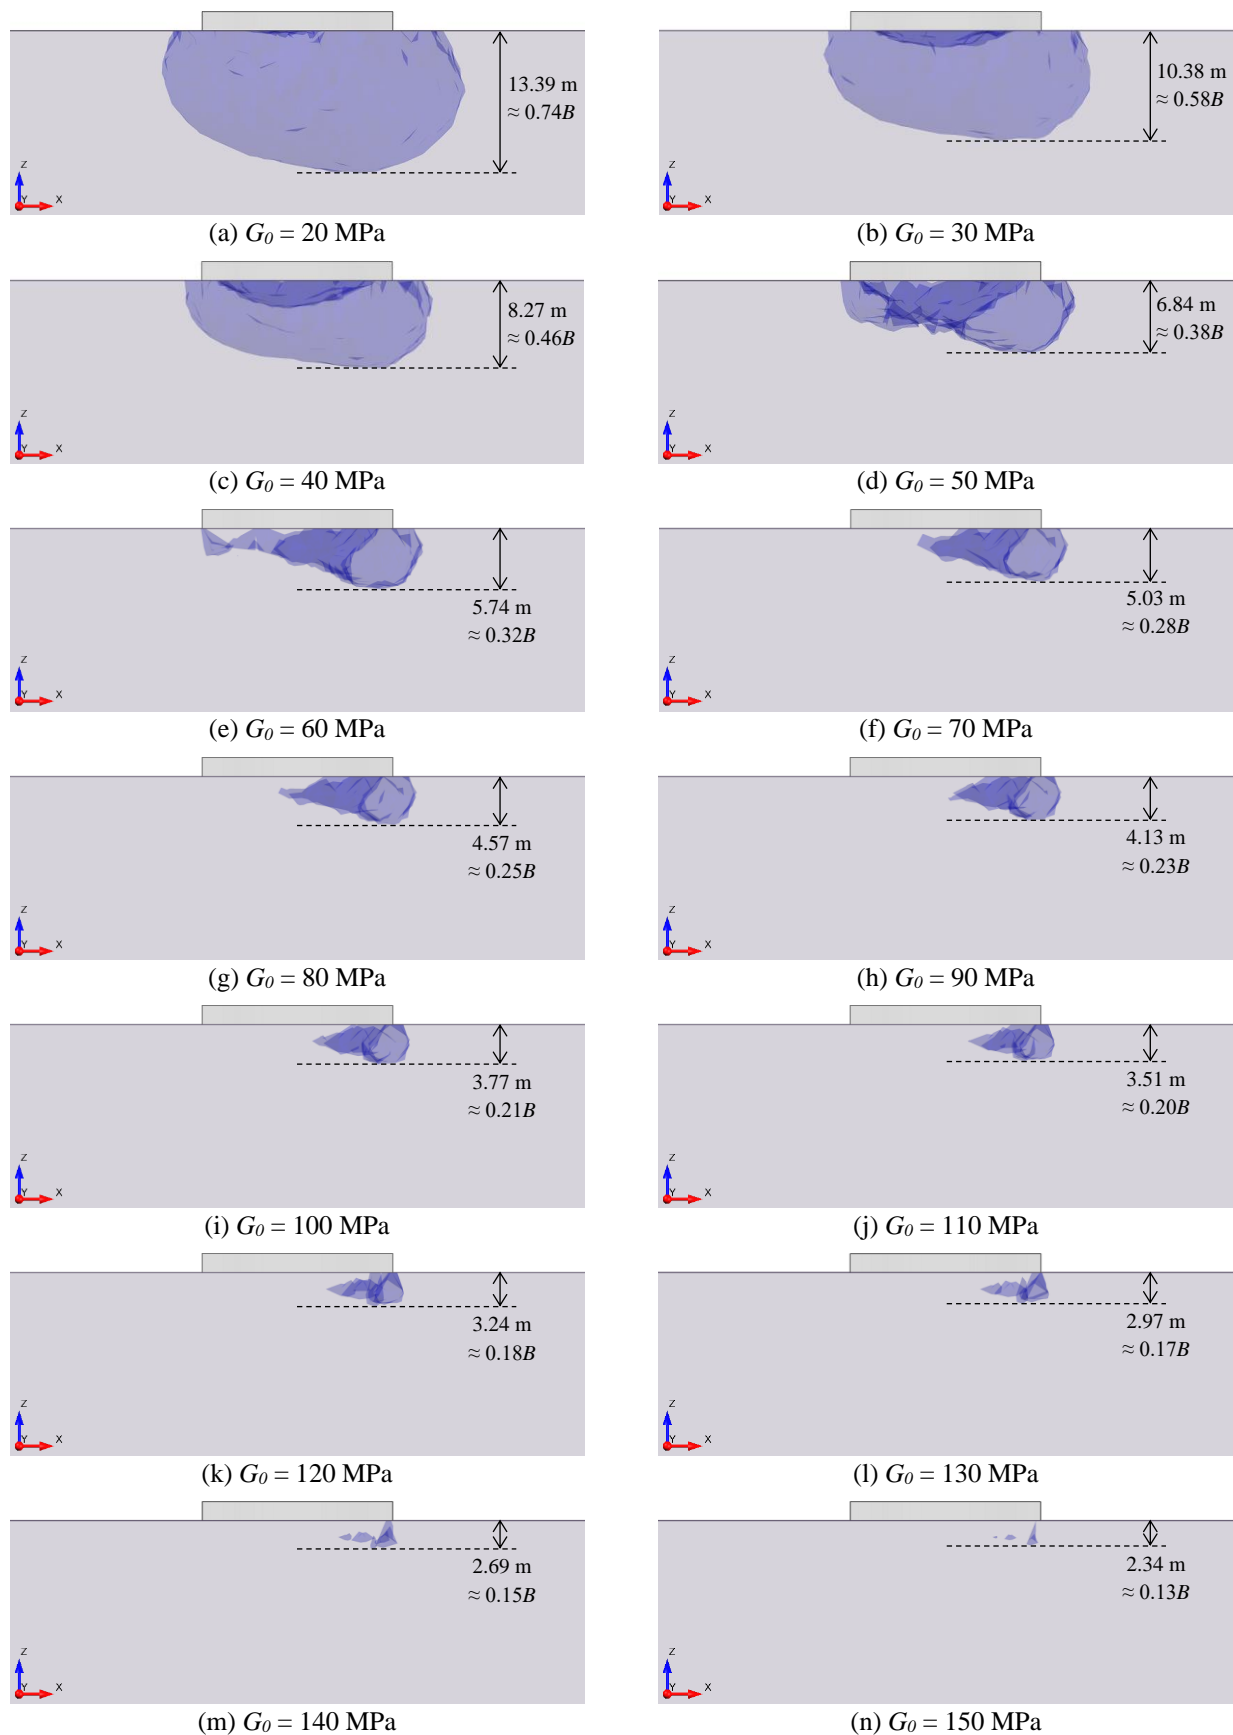 13.39 m
≈ 0.74B
Z
Y
X
(a) G0 = 20 MPa
10.38 m
≈ 0.58B
Z
Y
X
(b) G0 = 30 MPa
8.27 m
≈ 0.46B
Z
Y
X
(c) G0 = 40 MPa
6.84 m
≈ 0.38B
Z
Y
X
(d) G0 = 50 MPa
5.74 m
≈ 0.32B
Z
Y
X
(e) G0 = 60 MPa
5.03 m
≈ 0.28B
Z
Y
X
(f) G0 = 70 MPa
4.57 m
≈ 0.25B
Z
Y
X
(g) G0 = 80 MPa
4.13 m
≈ 0.23B
Z
Y
X
(h) G0 = 90 MPa
3.77 m
≈ 0.21B
Z
Y
X
(i) G0 = 100 MPa
3.51 m
≈ 0.20B
Z
Y
X
(j) G0 = 110 MPa
3.24 m
≈ 0.18B
Z
Y
X
(k) G0 = 120 MPa
2.97 m
≈ 0.17B
Z
Y
X
(l) G0 = 130 MPa
2.69 m
≈ 0.15B
Z
Y
X
(m) G0 = 140 MPa
2.34 m
≈ 0.13B
Z
Y
X
(n) G0 = 150 MPa